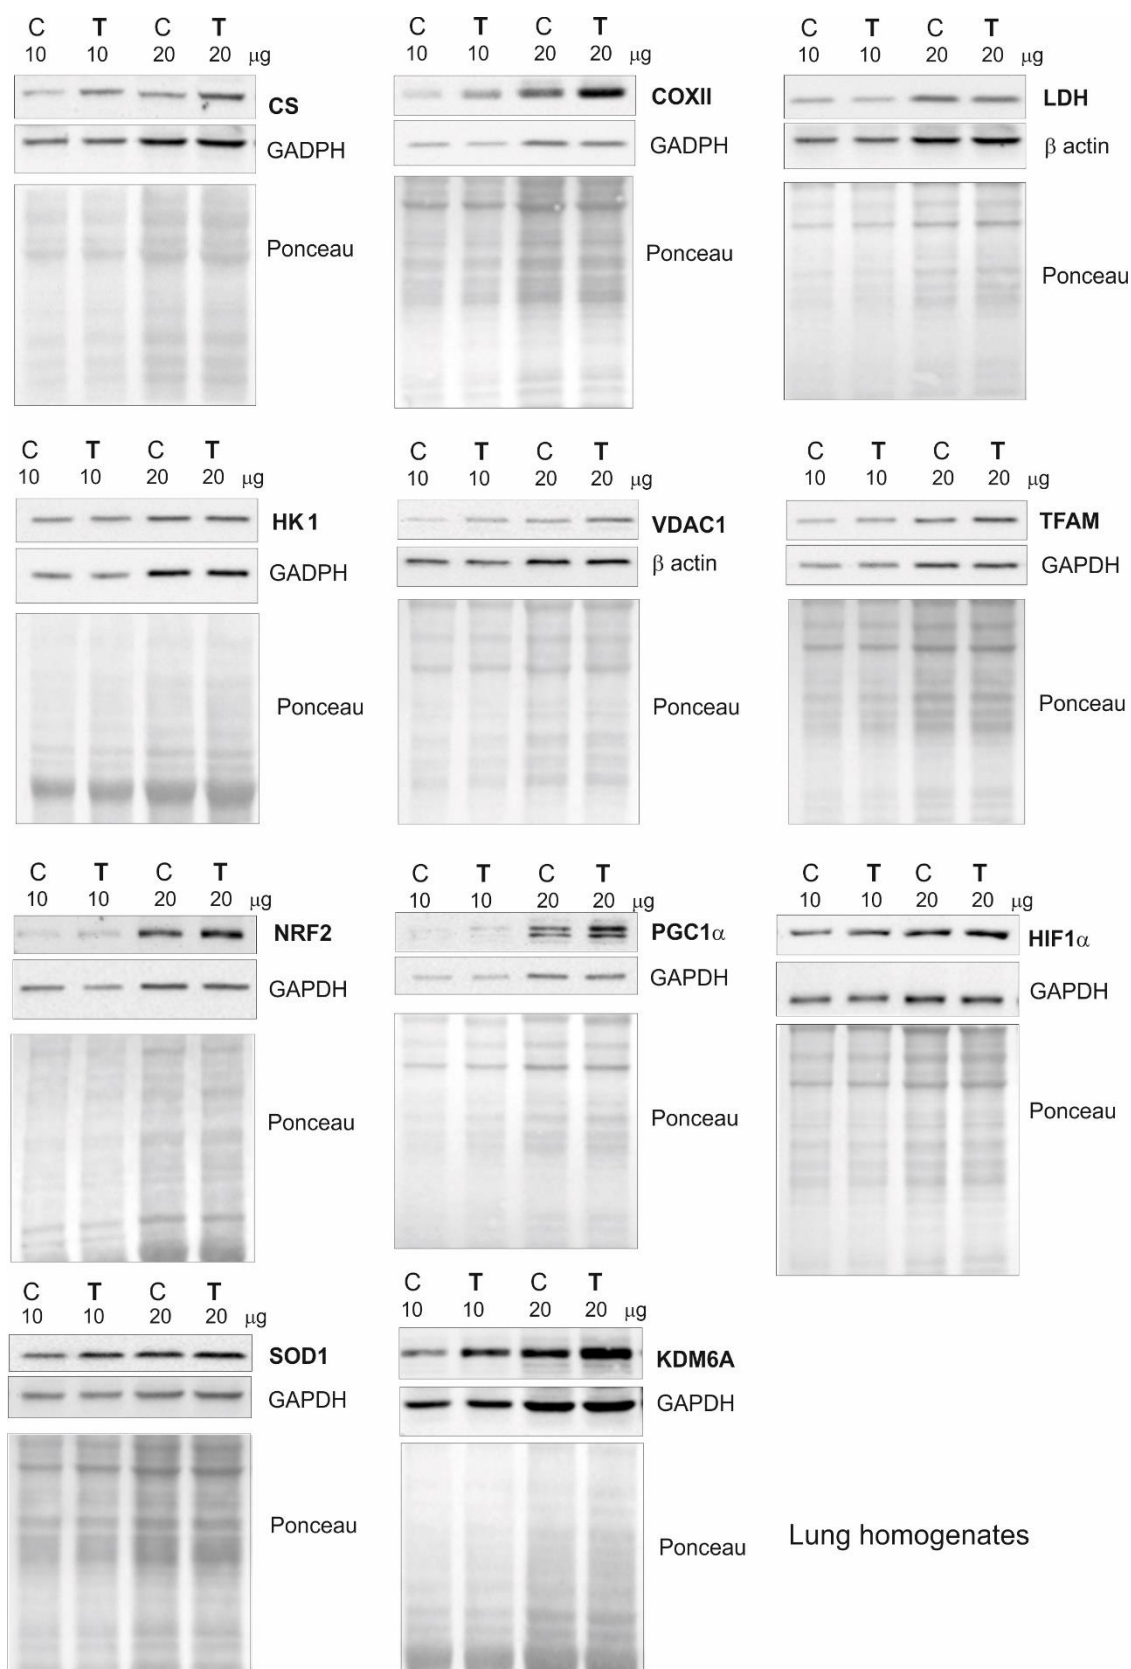 C T C T
10 10 20 20 μg
CS
GADPH
Ponceau
C T C T
10 10 20 20 μg
COXII
GADPH
Ponceau
C T C T
10 10 20 20 μg
LDH
β actin
Ponceau
C T C T
10 10 20 20 μg
HK1
GADPH
Ponceau
C T C T
10 10 20 20 μg
VDAC1
β actin
Ponceau
C T C T
10 10 20 20 μg
TFAM
GAPDH
Ponceau
C T C T
10 10 20 20 μg
NRF2
GAPDH
Ponceau
C T C T
10 10 20 20 μg
PGC1α
GAPDH
Ponceau
C T C T
10 10 20 20 μg
HIF1α
GAPDH
Ponceau
C T C T
10 10 20 20 μg
SOD1
GAPDH
Ponceau
C T C T
10 10 20 20 μg
KDM6A
GAPDH
Ponceau
Lung homogenates